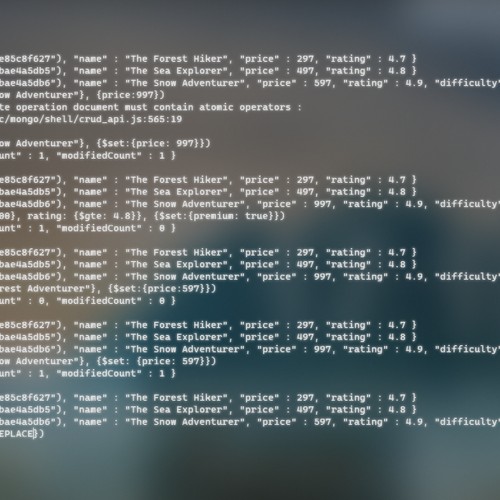 e85c8f627"), "name" : "The Forest Hiker", "price" : 297, "rating" : 4.7 }
bae4a5db5"), "name" : "The Sea Explorer", "price" : 497, "rating" : 4.8 }
bae4a5db6"), "name" : "The Snow Adventurer", "price" : 597, "rating" : 4.9, "difficulty"
ow Adventurer"}, {price:997})
te operation document must contain atomic operators :
c/mongo/shell/crud_api.js:565:19
ow Adventurer"}, {$set:{price: 997}})
unt" : 1, "modifiedCount" : 1 }
e85c8f627"), "name" : "The Forest Hiker", "price" : 297, "rating" : 4.7 }
bae4a5db5"), "name" : "The Sea Explorer", "price" : 497, "rating" : 4.8 }
bae4a5db6"), "name" : "The Snow Adventurer", "price" : 997, "rating" : 4.9, "difficulty"
00}, rating: {$gte: 4.8}}, {$set:{premium: true}})
unt" : 1, "modifiedCount" : 0 }
e85c8f627"), "name" : "The Forest Hiker", "price" : 297, "rating" : 4.7 }
bae4a5db5"), "name" : "The Sea Explorer", "price" : 497, "rating" : 4.8 }
bae4a5db6"), "name" : "The Snow Adventurer", "price" : 997, "rating" : 4.9, "difficulty"
rest Adventurer"}, {$set:{price:597}})
unt" : 0, "modifiedCount" : 0 }
e85c8f627"), "name" : "The Forest Hiker", "price" : 297, "rating" : 4.7 }
bae4a5db5"), "name" : "The Sea Explorer", "price" : 497, "rating" : 4.8 }
bae4a5db6"), "name" : "The Snow Adventurer", "price" : 997, "rating" : 4.9, "difficulty"
ow Adventurer"}, {$set: {price: 597}})
unt" : 1, "modifiedCount" : 1 }
e85c8f627"), "name" : "The Forest Hiker", "price" : 297, "rating" : 4.7 }
bae4a5db5"), "name" : "The Sea Explorer", "price" : 497, "rating" : 4.8 }
bae4a5db6"), "name" : "The Snow Adventurer", "price" : 597, "rating" : 4.9, "difficulty"
EPLACE})